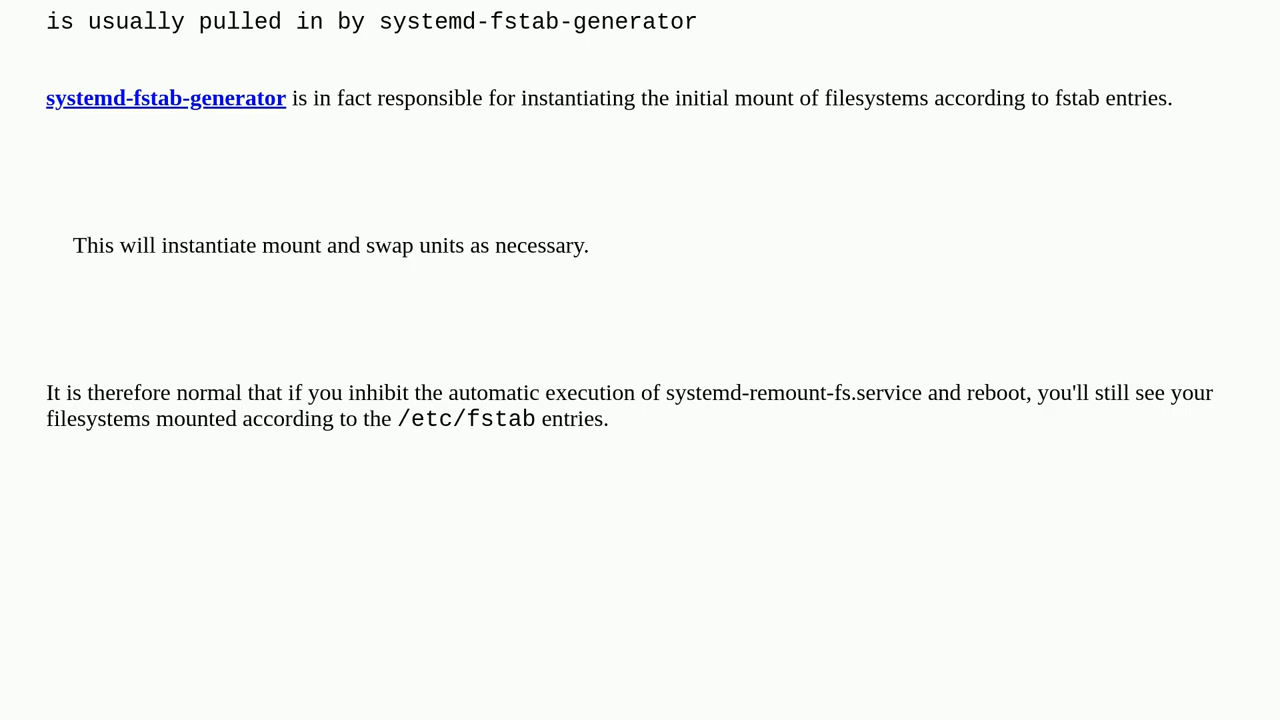 is usually pulled in by systemd-fstab-generator
systemd-fstab-generator is in fact responsible for instantiating the initial mount of filesystems according to fstab entries.
This will instantiate mount and swap units as necessary.
It is therefore normal that if you inhibit the automatic execution of systemd-remount-fs.service and reboot, you'll still see your
filesystems mounted according to the /etc/fstab entries.